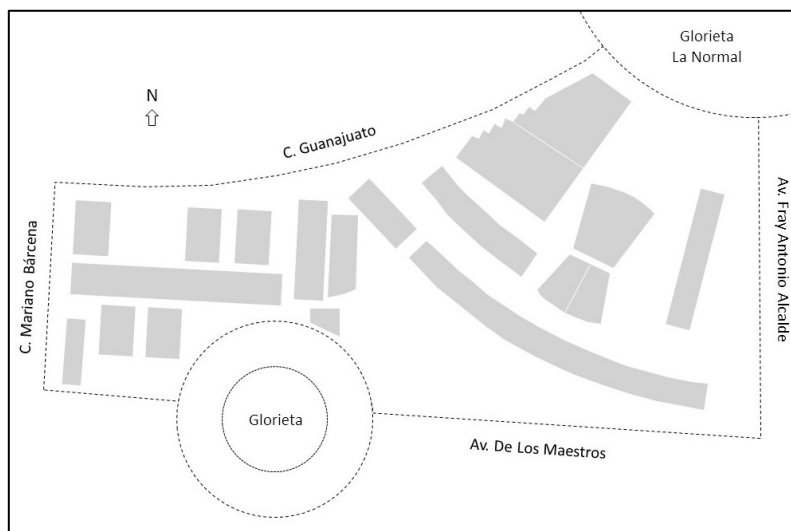 Glorieta
La Normal
N
C. Guanajuato
C. Mariano Bárcena
Av. Fray Antonio Alcalde
Glorieta
Av. De Los Maestros